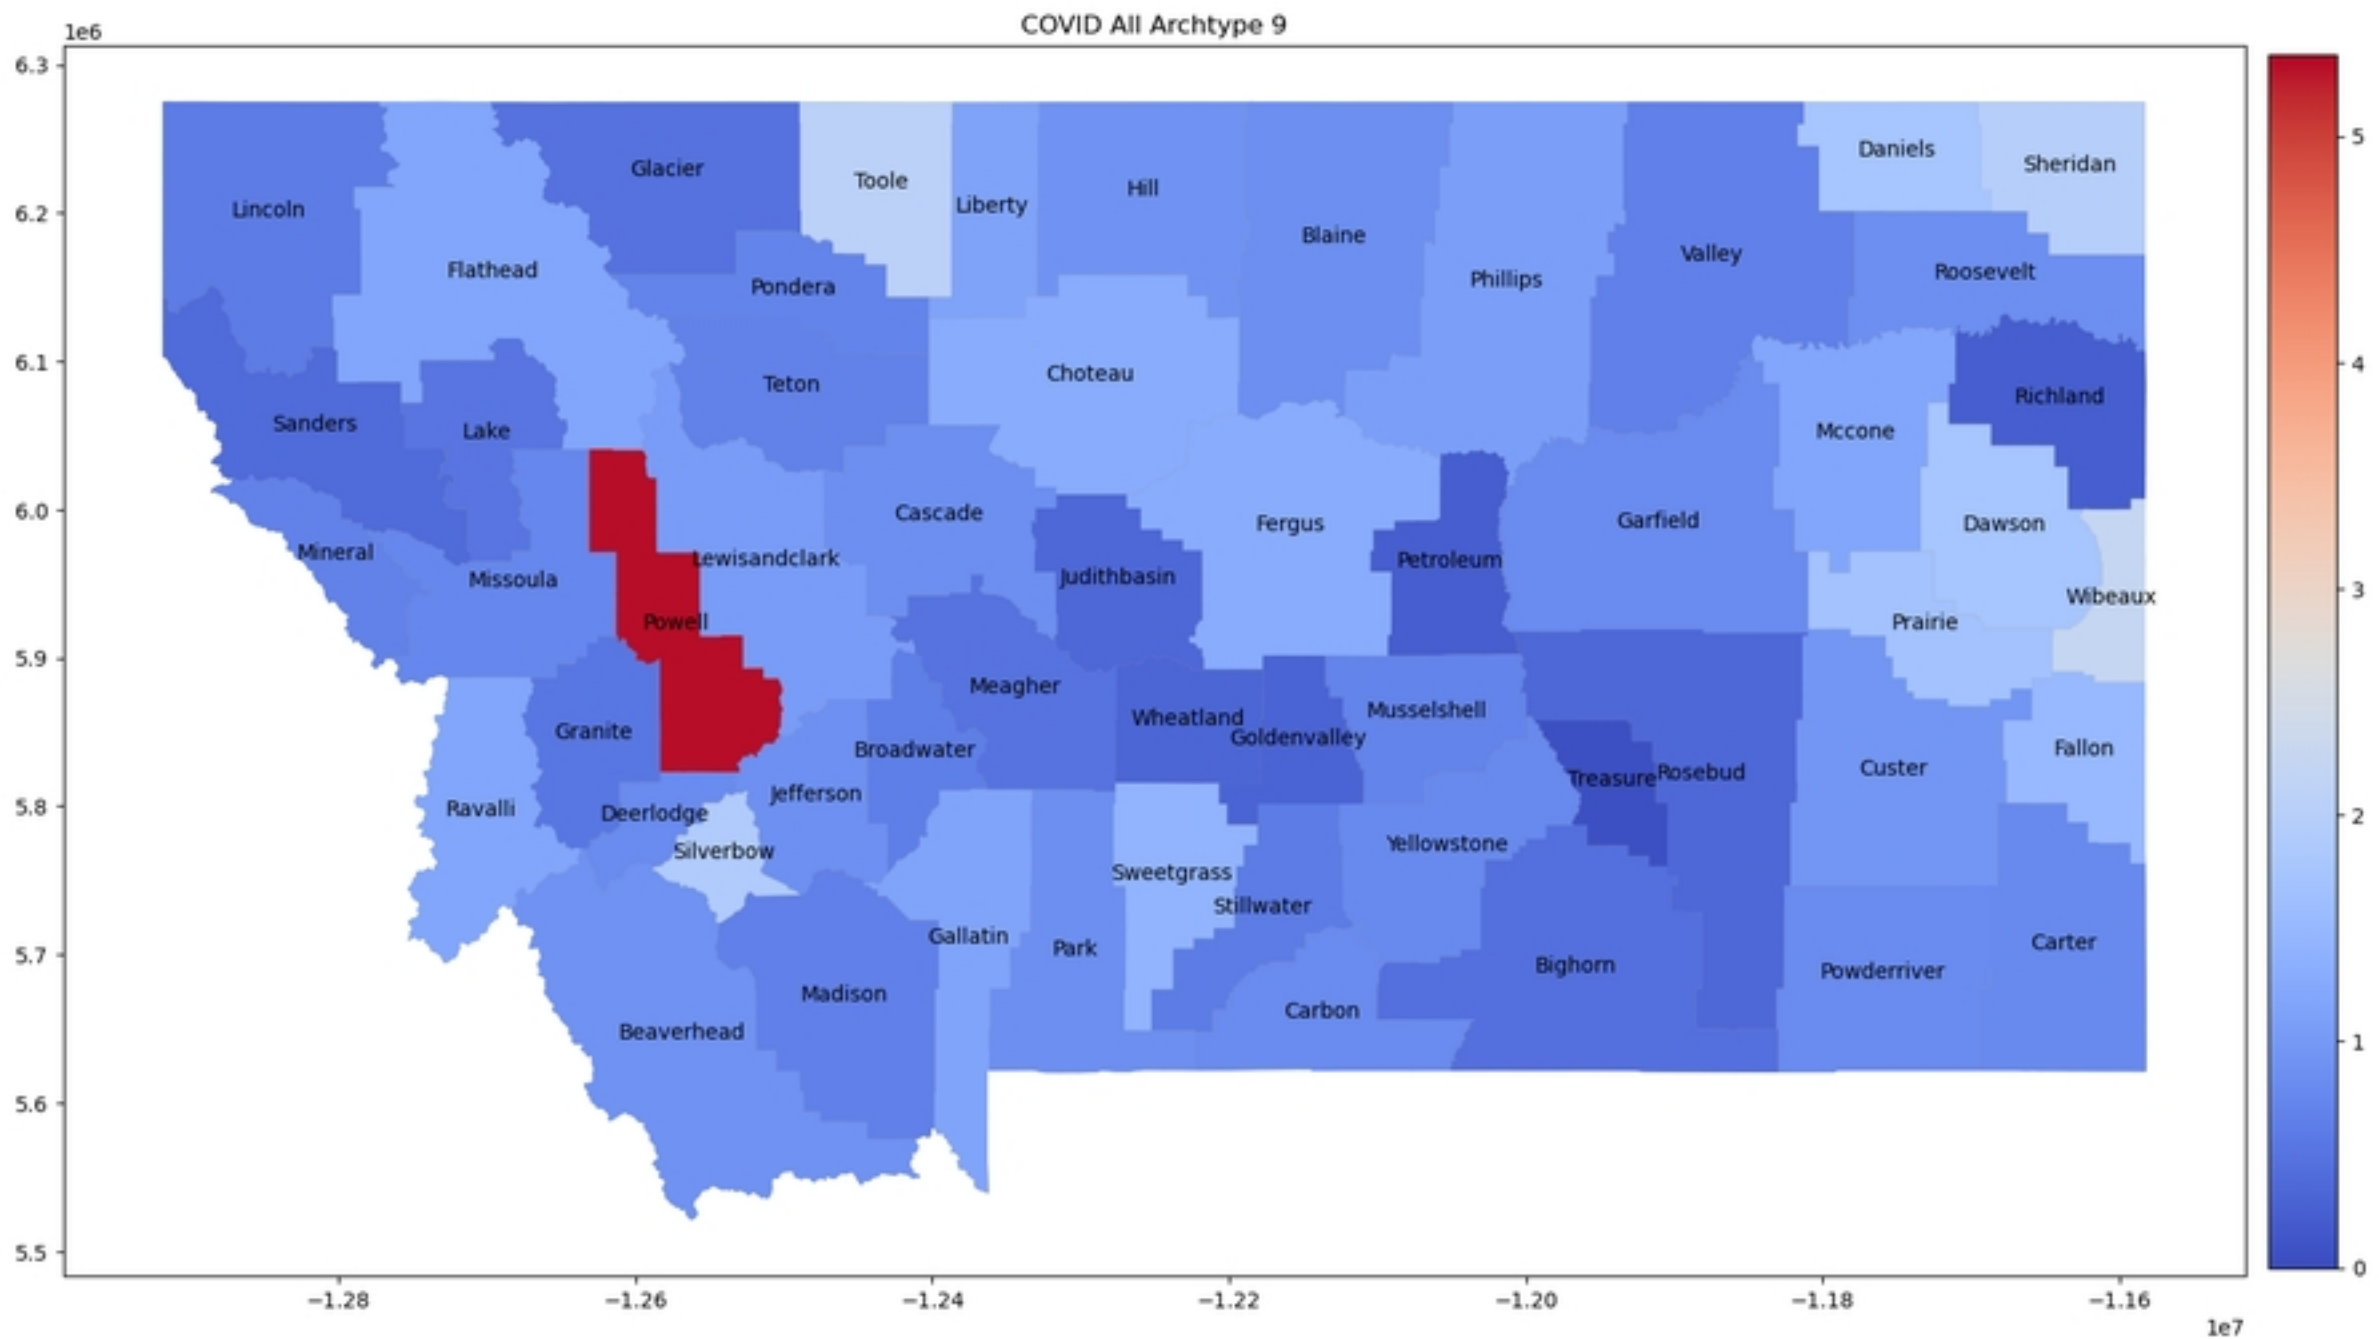 COVID All Archtype 9
1e6
6.3
6.2
6.1
6.0
5.9
5.8
5.7
5.6
5.5
Glacier
Toole
Liberty
Hill
Daniels
Sheridan
Lincoln
Flathead
Pondera
Blaine
Phillips
Valley
Roosevelt
Teton
Choteau
Richland
Sanders
Lake
Mccone
Cascade
Fergus
Garfield
Dawson
Mineral
Missoula
Lewisandclark
Judithbasin
Petroleum
Wibeaux
Powell
Prairie
Meagher
Wheatland
Goldenvalley
Musselshell
Granite
Broadwater
Treasure
Rosebud
Custer
Fallon
Ravalli
Deerlodge
Jefferson
Silverbow
Sweetgrass
Yellowstone
Stillwater
Gallatin
Park
Bighorn
Powderriver
Carter
Madison
Carbon
Beaverhead
−1.28
−1.26
−1.24
−1.22
−1.20
−1.18
−1.16
1e7
5
4
3
2
1
0